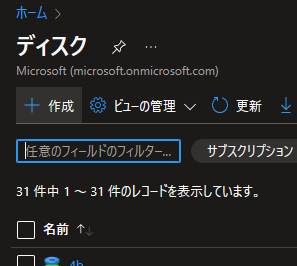 ホーム
ディスク
Microsoft (microsoft.onmicrosoft.com)
作成 ビューの管理 更新
任意のフィールドのフィルター... サブスクリプション
31 件中 1 ～ 31 件のレコードを表示しています。
名前